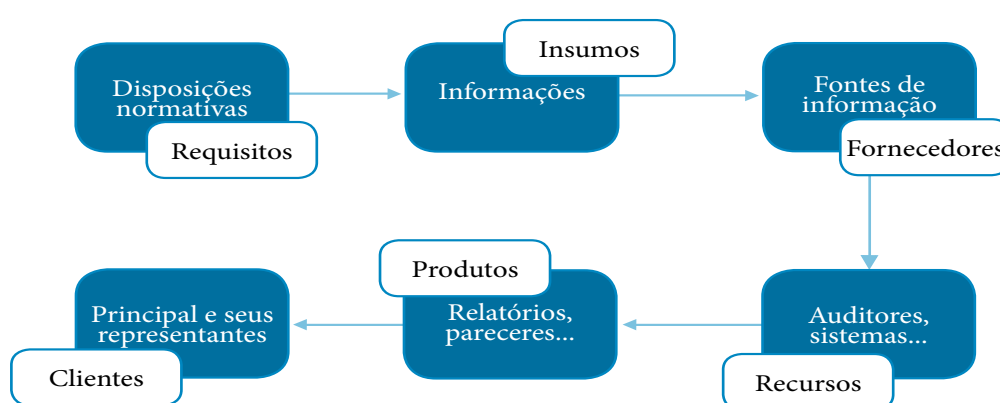 Disposições
normativas
Requisitos
Insumos
Informações
Fontes de
informação
Fornecedores
Principal e seus
representantes
Clientes
Produtos
Relatórios,
pareceres...
Auditores,
sistemas...
Recursos